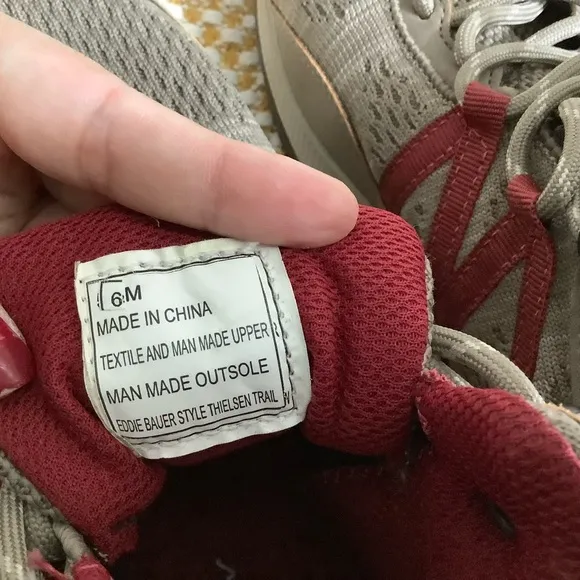 6M
MADE IN CHINA
TEXTILE AND MAN MADE UPPER
MAN MADE OUTSOLE
EDDIE BAUER STYLE THIELSEN TRAIL W